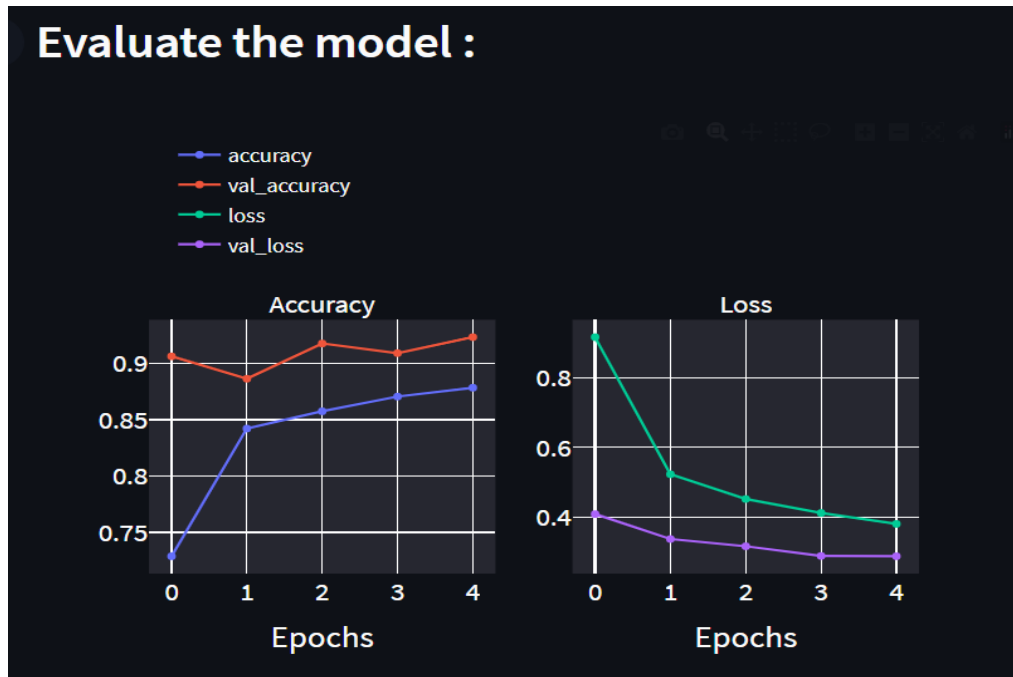 Evaluate the model :
accuracy
val_accuracy
loss
val_loss
Accuracy
0.9
0.85
0.8
0.75
0 1 2 3 4
Epochs
Loss
0.8
0.6
0.4
0 1 2 3 4
Epochs